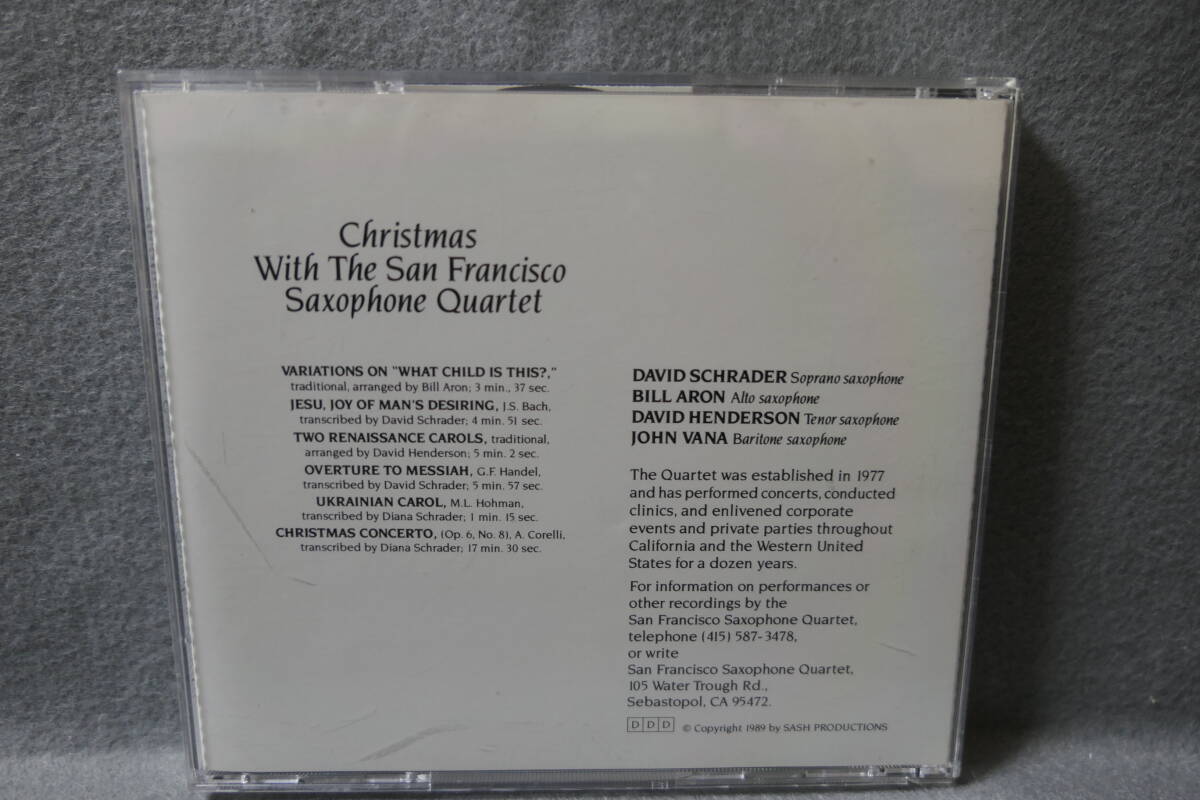 Christmas
With The San Francisco
Saxophone Quartet
VARIATIONS ON "WHAT CHILD IS THIS?,"
traditional, arranged by Bill Aron; 3 min., 37 sec.
JESU, JOY OF MAN'S DESIRING, J.S. Bach,
transcribed by David Schrader; 4 min. 51 sec.
TWO RENAISSANCE CAROLS, traditional,
arranged by David Henderson; 5 min. 2 sec.
OVERTURE TO MESSIAH, G.F. Handel,
transcribed by David Schrader; 5 min. 57 sec.
UKRAINIAN CAROL, M.L. Hohman,
transcribed by Diana Schrader; 1 min. 15 sec.
CHRISTMAS CONCERTO, (Op. 6, No. 8), A. Corelli,
transcribed by Diana Schrader; 17 min. 30 sec.
DAVID SCHRADER Soprano saxophone
BILL ARON Alto saxophone
DAVID HENDERSON Tenor saxophone
JOHN VANA Baritone saxophone
The Quartet was established in 1977
and has performed concerts, conducted
clinics, and enlivened corporate
events and private parties throughout
California and the Western United
States for a dozen years.
For information on performances or
other recordings by the
San Francisco Saxophone Quartet,
telephone (415) 587-3478,
or write
San Francisco Saxophone Quartet,
105 Water Trough Rd.,
Sebastopol, CA 95472.
DDD © Copyright 1989 by SASH PRODUCTIONS